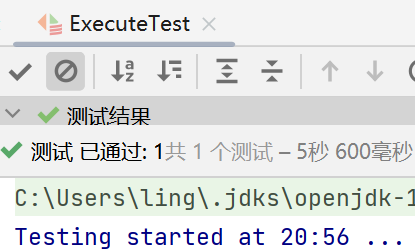 ExecuteTest
测试结果
测试 已通过: 1共 1 个测试 – 5秒 600毫秒
C:\Users\ling\.jdks\openjdk-1
Testing started at 20:56 ...